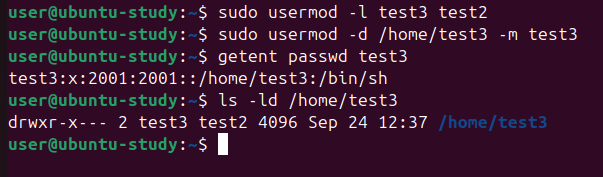 user@ubuntu-study:~$ sudo usermod -l test3 test2
user@ubuntu-study:~$ sudo usermod -d /home/test3 -m test3
user@ubuntu-study:~$ getent passwd test3
test3:x:2001:2001::/home/test3:/bin/sh
user@ubuntu-study:~$ ls -ld /home/test3
drwxr-x--- 2 test3 test2 4096 Sep 24 12:37 /home/test3
user@ubuntu-study:~$